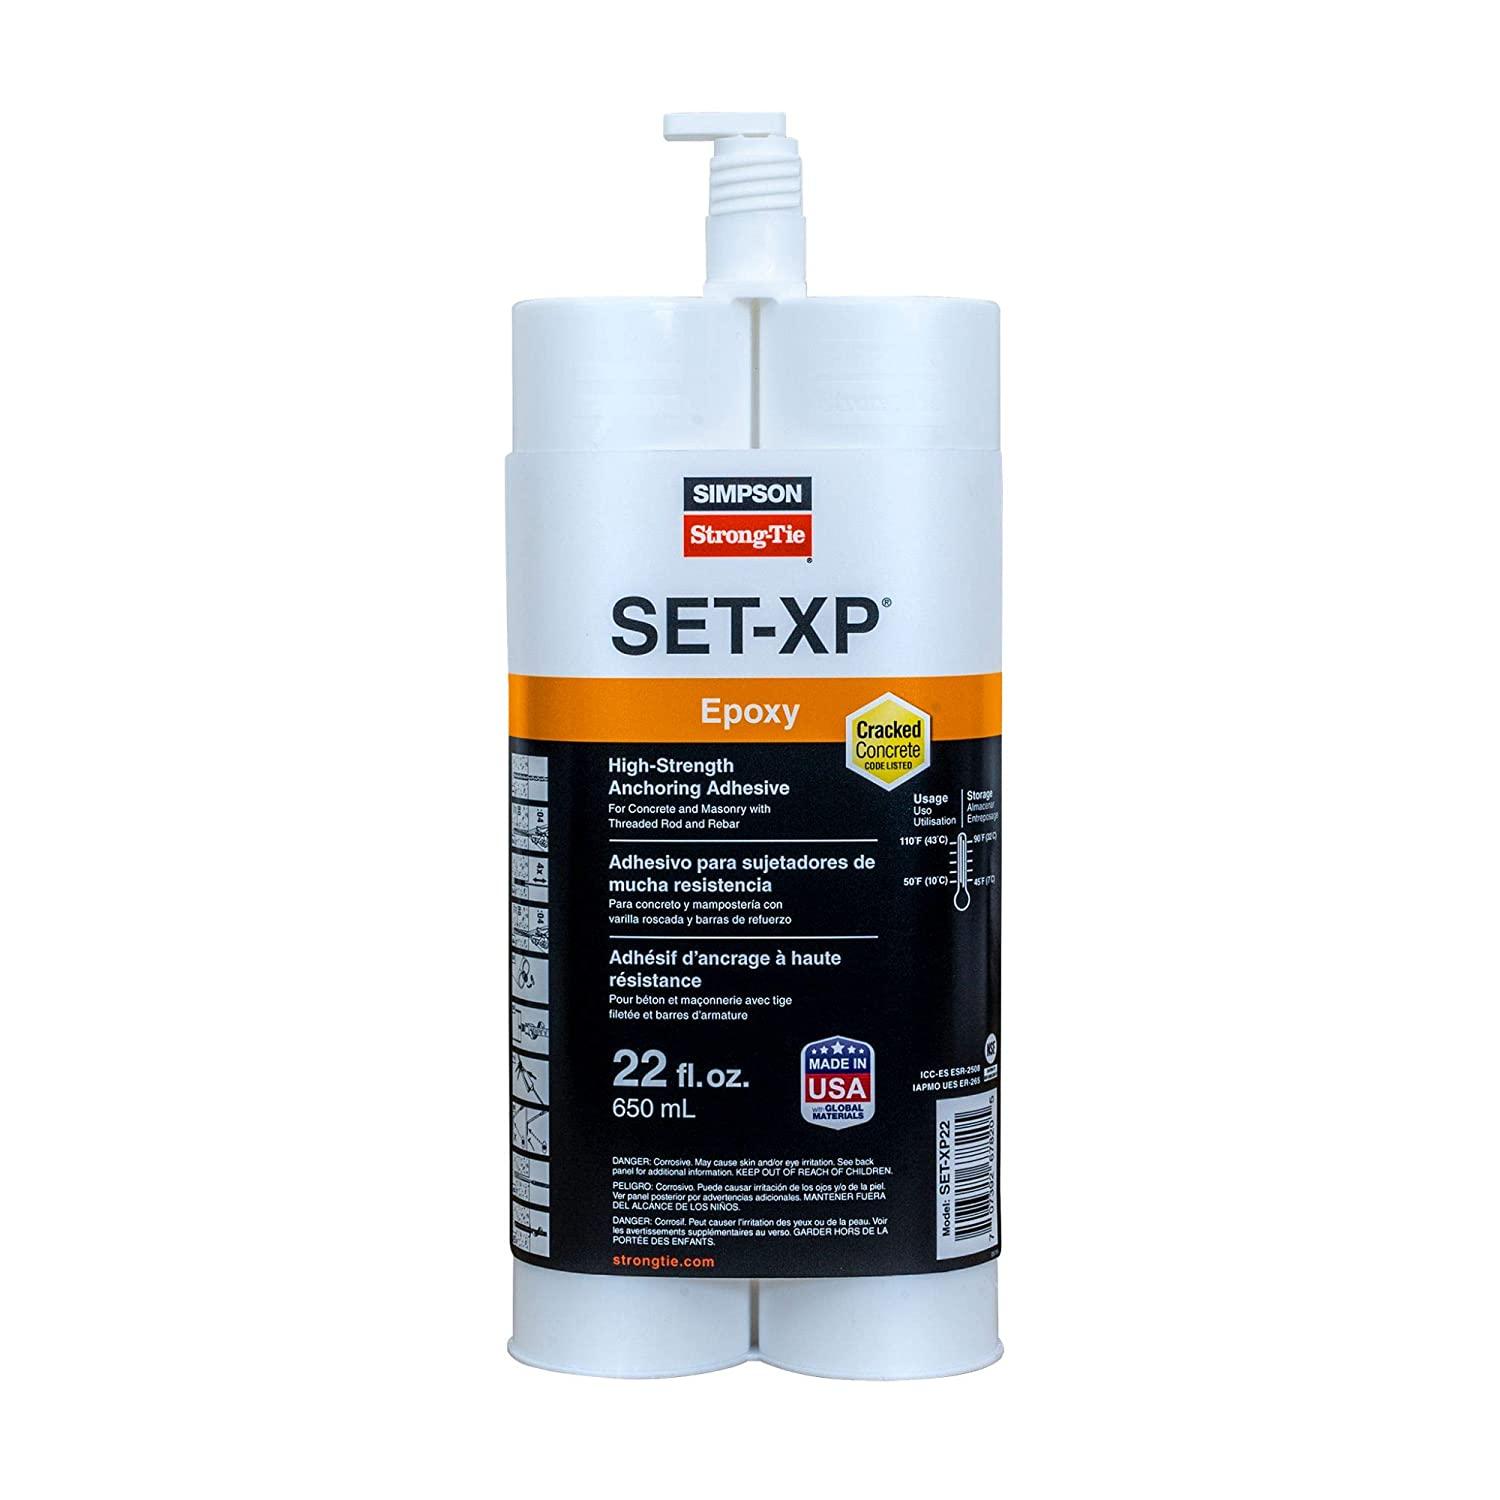 SIMPSON
Strong-Tie
®
SET-XP®
Epoxy
Cracked
Concrete
CODE LISTED
High-Strength
Anchoring Adhesive
For Concrete and Masonry with
Threaded Rod and Rebar
Usage
Uso
Utilisation
Storage
Almacenar
Entreposage
110°F (43°C)
90°F (32°C)
50°F (10°C)
45°F (7°C)
Adhesivo para sujetadores de
mucha resistencia
Para concreto y mampostería con
varilla roscada y barras de refuerzo
Adhésif d'ancrage à haute
résistance
Pour béton et maçonnerie avec tige
filetée et barres d'armature
22 fl. oz.
650 mL
MADE IN
USA
with GLOBAL
MATERIALS
NSF
ICC-ES ESR-2508
IAPMO UES ER-265
DANGER: Corrosive. May cause skin and/or eye irritation. See back
panel for additional information. KEEP OUT OF REACH OF CHILDREN.
PELIGRO: Corrosivo. Puede causar irritación de los ojos y/o de la piel.
Ver panel posterior por advertencias adicionales. MANTENER FUERA
DEL ALCANCE DE LOS NIÑOS.
DANGER: Corrosif. Peut causer l'irritation des yeux ou de la peau. Voir
les avertissements supplémentaires au verso. GARDER HORS DE LA
PORTÉE DES ENFANTS.
strongtie.com
Model: SET-XP22
:04
4x
:04